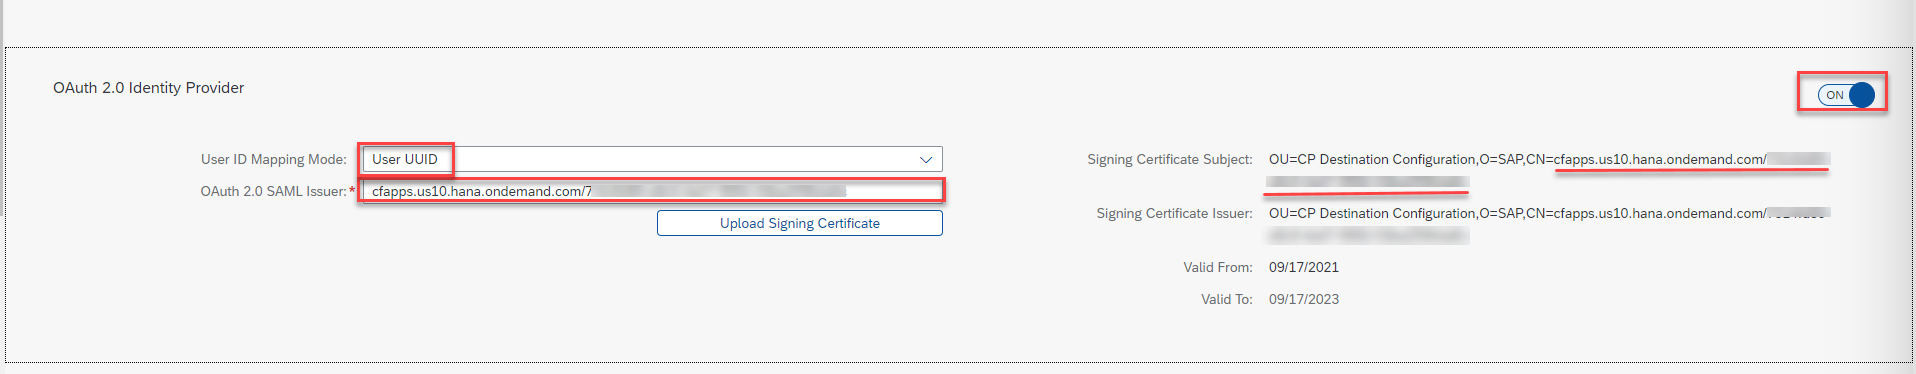 OAuth 2.0 Identity Provider
ON
User ID Mapping Mode: User UUID
OAuth 2.0 SAML Issuer:* cfapps.us10.hana.ondemand.com/7
Upload Signing Certificate
Signing Certificate Subject: OU=CP Destination Configuration,O=SAP,CN=cfapps.us10.hana.ondemand.com/
Signing Certificate Issuer: OU=CP Destination Configuration,O=SAP,CN=cfapps.us10.hana.ondemand.com/
Valid From: 09/17/2021
Valid To: 09/17/2023